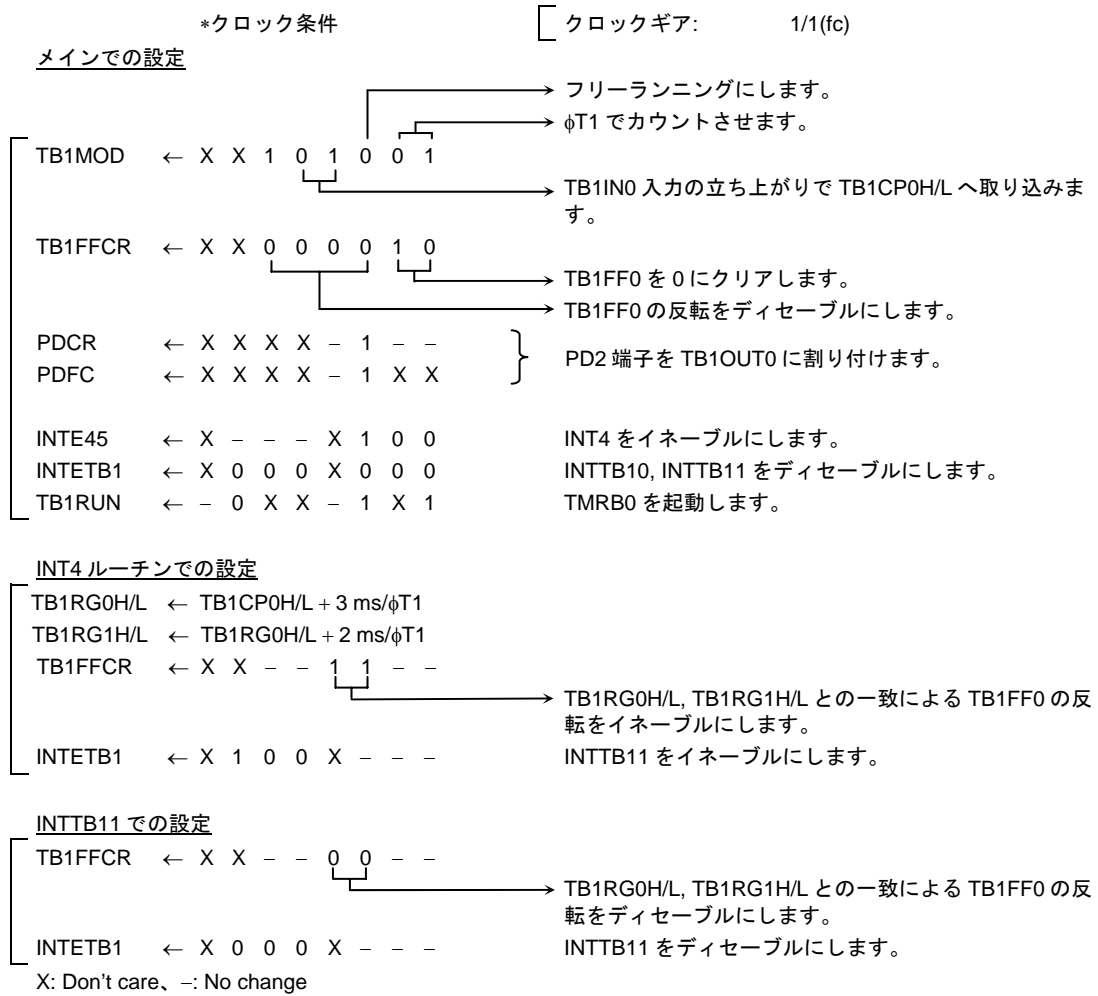 *クロック条件 クロックギア: 1/1(fc)
メインでの設定
フリーランニングにします。
φT1 でカウントさせます。
TB1MOD ← X X 1 0 1 0 0 1
TB1IN0 入力の立ち上がりで TB1CP0H/L へ取り込みま
す。
TB1FFCR ← X X 0 0 0 0 1 0
TB1FF0 を 0 にクリアします。
TB1FF0 の反転をディセーブルにします。
PDCR ← X X X X − 1 − −
PD2 端子を TB1OUT0 に割り付けます。
PDFC ← X X X X − 1 X X
INTE45 ← X − − − X 1 0 0 INT4 をイネーブルにします。
INTETB1 ← X 0 0 0 X 0 0 0 INTTB10, INTTB11 をディセーブルにします。
TB1RUN ← − 0 X X − 1 X 1 TMRB0 を起動します。
INT4 ルーチンでの設定
TB1RG0H/L ← TB1CP0H/L + 3 ms/φT1
TB1RG1H/L ← TB1RG0H/L + 2 ms/φT1
TB1FFCR ← X X − − 1 1 − −
TB1RG0H/L, TB1RG1H/L との一致による TB1FF0 の反
転をイネーブルにします。
INTETB1 ← X 1 0 0 X − − − INTTB11 をイネーブルにします。
INTTB11 での設定
TB1FFCR ← X X − − 0 0 − −
TB1RG0H/L, TB1RG1H/L との一致による TB1FF0 の反
転をディセーブルにします。
INTETB1 ← X 0 0 0 X − − − INTTB11 をディセーブルにします。
X: Don't care、−: No change